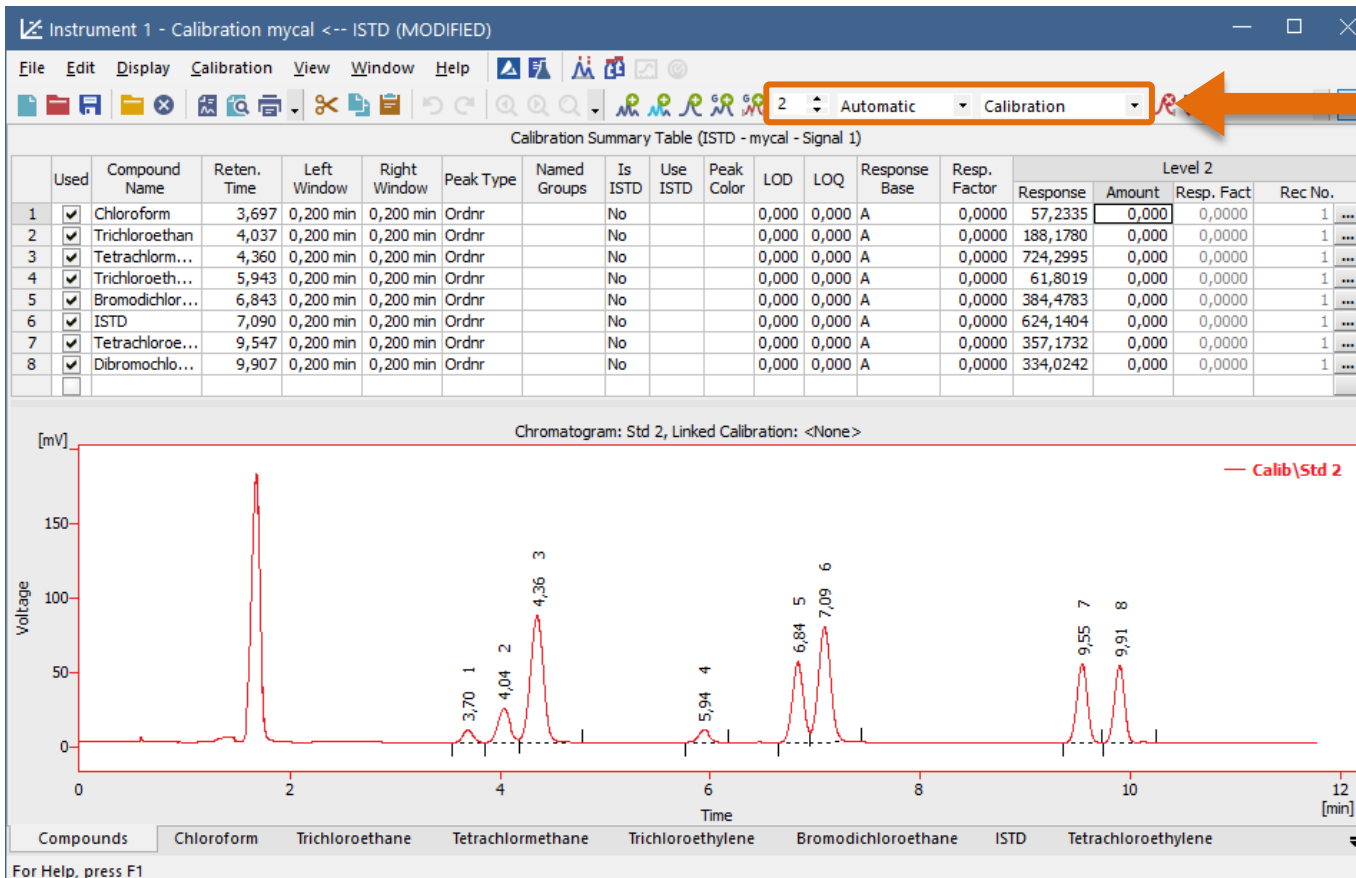 Instrument 1 - Calibration mycal <-- ISTD (MODIFIED)
File Edit Display Calibration View Window Help
2 Automatic Calibration
Calibration Summary Table (ISTD - mycal - Signal 1)
Used Compound Name Reten. Time Left Window Right Window Peak Type Named Groups Is ISTD Use ISTD Peak Color LOD LOQ Response Base Resp. Factor Level 2
Response Amount Resp. Fact Rec No.
1 Chloroform 3,697 0,200 min 0,200 min Ordnr No 0,000 0,000 A 0,0000 57,2335 0,000 0,0000 1 ...
2 Trichloroethan 4,037 0,200 min 0,200 min Ordnr No 0,000 0,000 A 0,0000 188,1780 0,000 0,0000 1 ...
3 Tetrachlorm... 4,360 0,200 min 0,200 min Ordnr No 0,000 0,000 A 0,0000 724,2995 0,000 0,0000 1 ...
4 Trichloroeth... 5,943 0,200 min 0,200 min Ordnr No 0,000 0,000 A 0,0000 61,8019 0,000 0,0000 1 ...
5 Bromodichlor... 6,843 0,200 min 0,200 min Ordnr No 0,000 0,000 A 0,0000 384,4783 0,000 0,0000 1 ...
6 ISTD 7,090 0,200 min 0,200 min Ordnr No 0,000 0,000 A 0,0000 624,1404 0,000 0,0000 1 ...
7 Tetrachloroe... 9,547 0,200 min 0,200 min Ordnr No 0,000 0,000 A 0,0000 357,1732 0,000 0,0000 1 ...
8 Dibromochlo... 9,907 0,200 min 0,200 min Ordnr No 0,000 0,000 A 0,0000 334,0242 0,000 0,0000 1 ...
Chromatogram: Std 2, Linked Calibration: <None>
[mV]
Calib\Std 2
150
100
50
0
Voltage
3,70 1
4,04 2
4,36 3
5,94 4
6,84 5
7,09 6
9,55 7
9,91 8
0 2 4 6 8 10 12
Time
[min]
Compounds Chloroform Trichloroethane Tetrachlormethane Trichloroethylene Bromodichloroethane ISTD Tetrachloroethylene
For Help, press F1